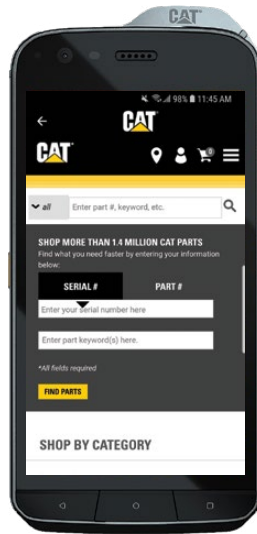 CAT
98% 11:45 AM
CAT
CAT
0
all
Enter part #, keyword, etc.
SHOP MORE THAN 1.4 MILLION CAT PARTS
Find what you need faster by entering your information
below:
SERIAL # PART #
Enter your serial number here
Enter part keyword(s) here.
*All fields required
FIND PARTS
SHOP BY CATEGORY